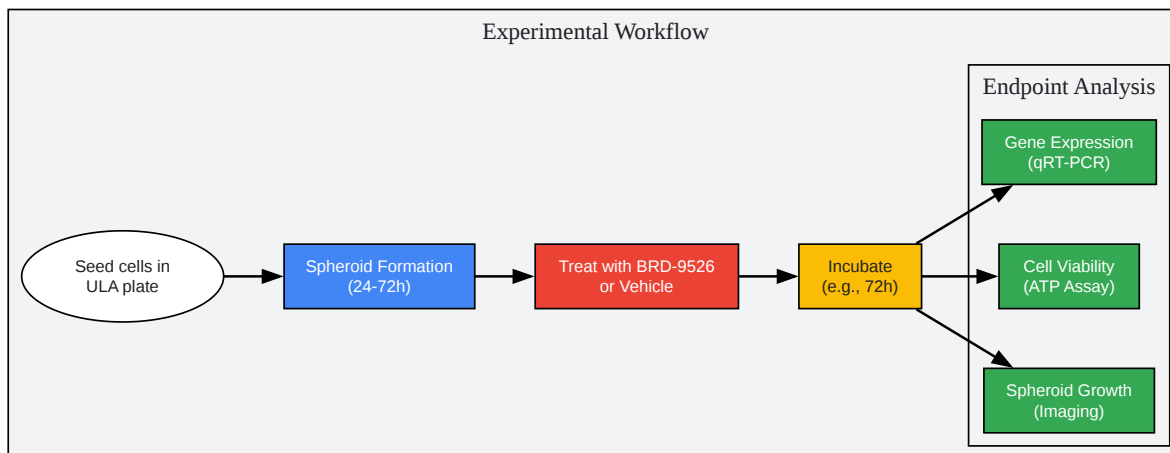 Experimental Workflow
Endpoint Analysis
Seed cells in
ULA plate
Spheroid Formation
(24-72h)
Treat with BRD-9526
or Vehicle
Incubate
(e.g., 72h)
Gene Expression
(qRT-PCR)
Cell Viability
(ATP Assay)
Spheroid Growth
(Imaging)